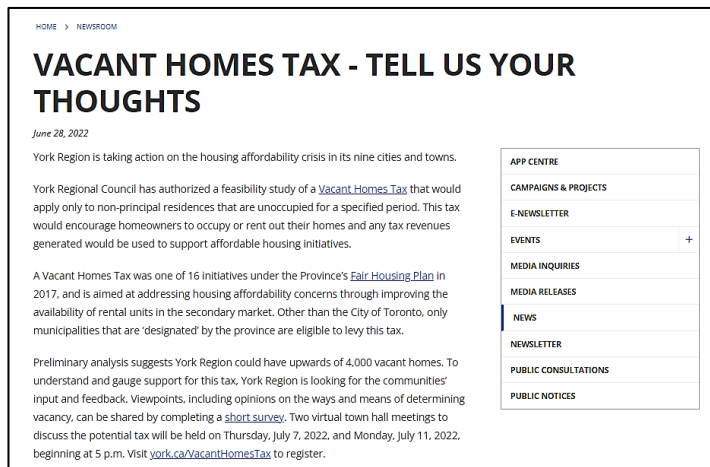 HOME > NEWSROOM
VACANT HOMES TAX - TELL US YOUR
THOUGHTS
June 28, 2022
York Region is taking action on the housing affordability crisis in its nine cities and towns.
York Regional Council has authorized a feasibility study of a Vacant Homes Tax that would
apply only to non-principal residences that are unoccupied for a specified period. This tax
would encourage homeowners to occupy or rent out their homes and any tax revenues
generated would be used to support affordable housing initiatives.
A Vacant Homes Tax was one of 16 initiatives under the Province's Fair Housing Plan in
2017, and is aimed at addressing housing affordability concerns through improving the
availability of rental units in the secondary market. Other than the City of Toronto, only
municipalities that are 'designated' by the province are eligible to levy this tax.
Preliminary analysis suggests York Region could have upwards of 4,000 vacant homes. To
understand and gauge support for this tax, York Region is looking for the communities'
input and feedback. Viewpoints, including opinions on the ways and means of determining
vacancy, can be shared by completing a short survey. Two virtual town hall meetings to
discuss the potential tax will be held on Thursday, July 7, 2022, and Monday, July 11, 2022,
beginning at 5 p.m. Visit york.ca/VacantHomesTax to register.
APP CENTRE
CAMPAIGNS & PROJECTS
E-NEWSLETTER
EVENTS +
MEDIA INQUIRIES
MEDIA RELEASES
NEWS
NEWSLETTER
PUBLIC CONSULTATIONS
PUBLIC NOTICES